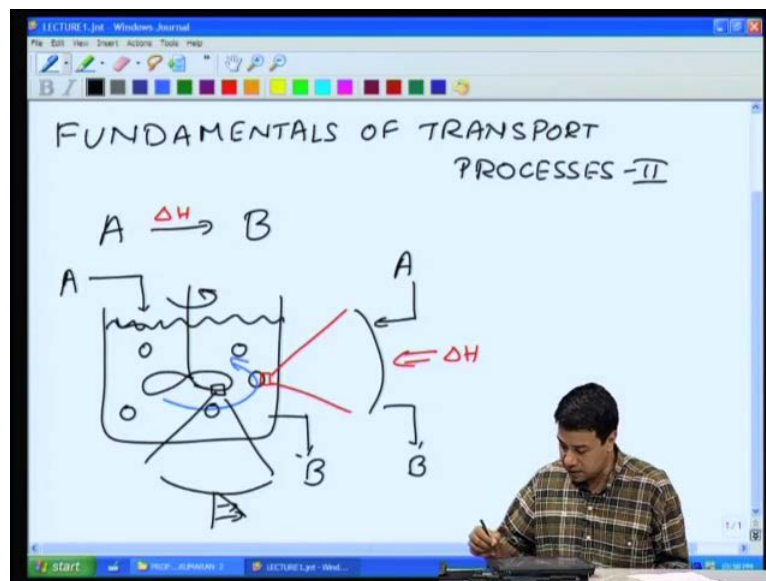 LECTURE1.jnt - Windows Journal
File Edit View Insert Actions Tools Help
B I
FUNDAMENTALS OF TRANSPORT
PROCESSES - II
A ΔH → B
A
A
ΔH
B
B
1/1
start
LECTURE1.jnt - Wind...